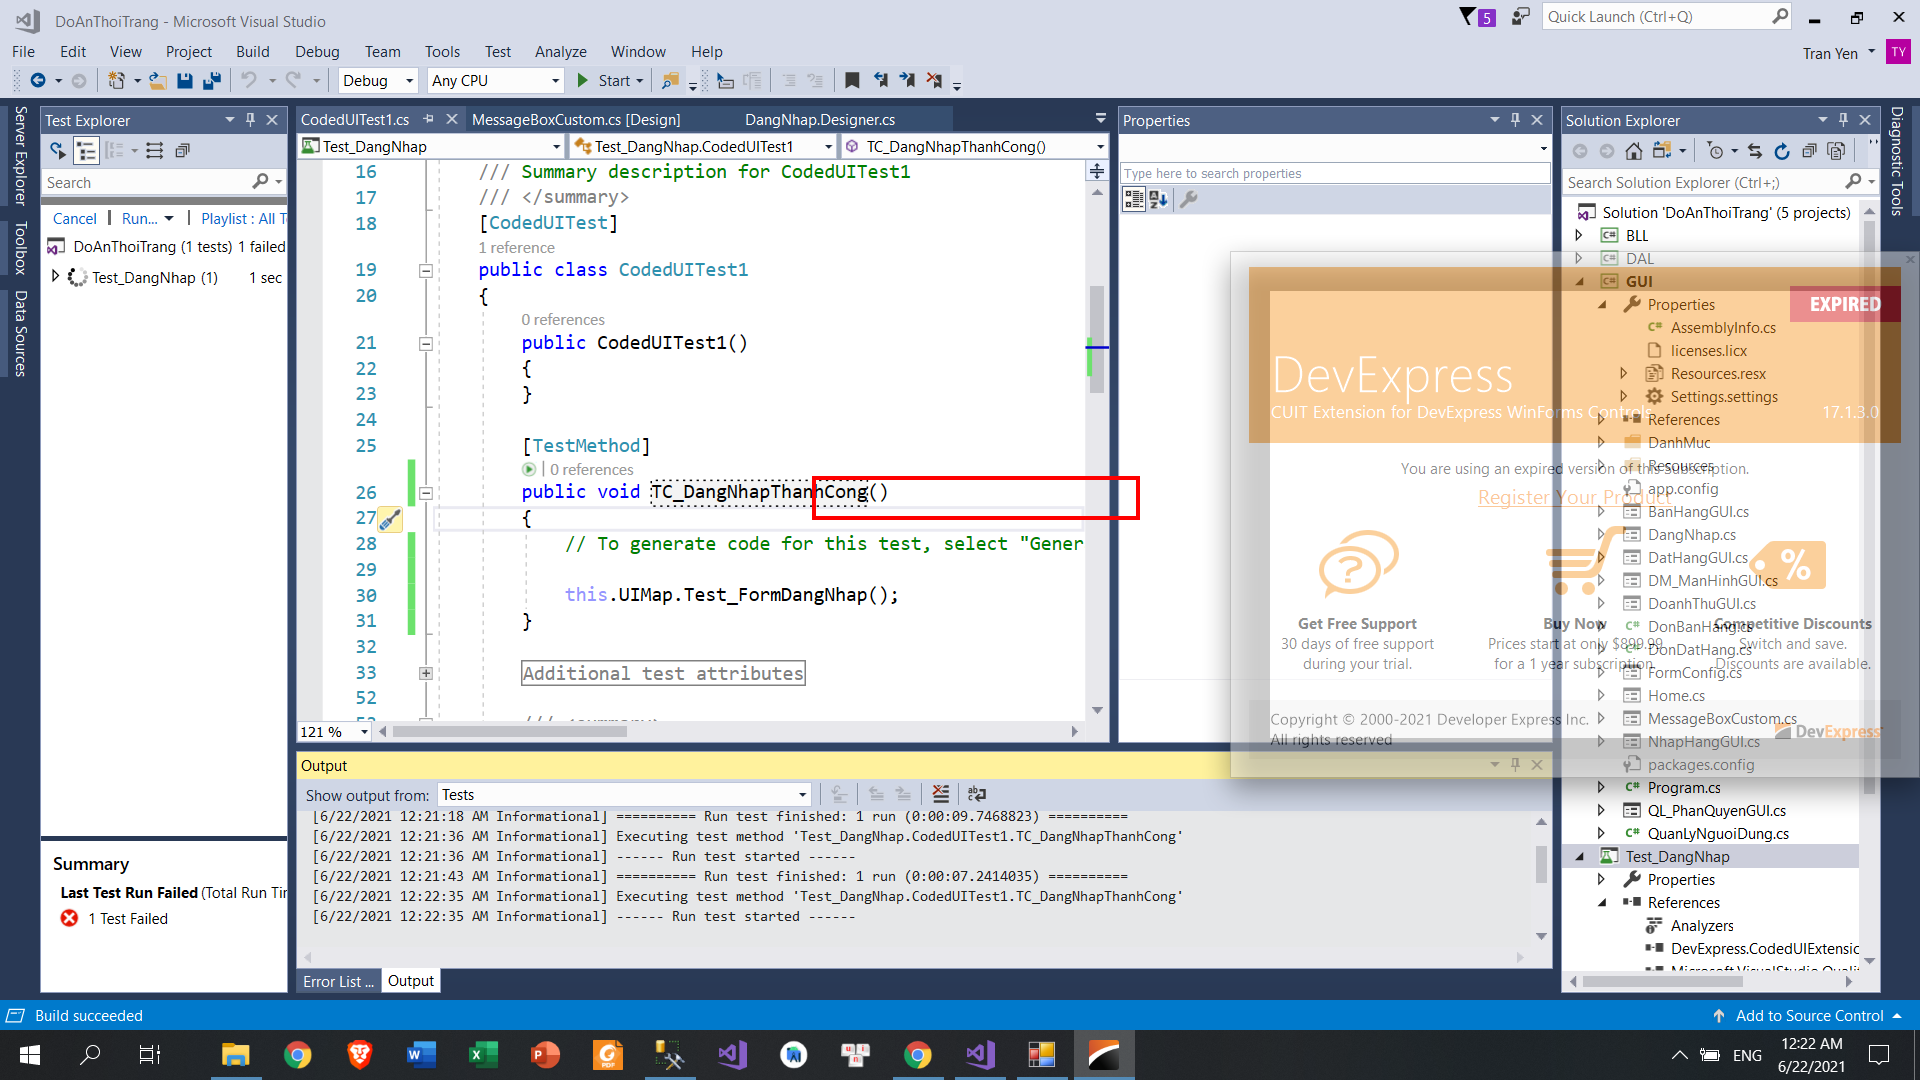 DoAnThoiTrang - Microsoft Visual Studio
5
Quick Launch (Ctrl+Q)
File Edit View Project Build Debug Team Tools Test Analyze Window Help
Tran Yen
TY
Debug
Any CPU
Start
Server Explorer
Toolbox
Data Sources
Test Explorer
Search
Cancel | Run... | Playlist : All T
DoAnThoiTrang (1 tests) 1 failed
Test_DangNhap (1) 1 sec
Summary
Last Test Run Failed (Total Run Tir
1 Test Failed
CodedUITest1.cs
MessageBoxCustom.cs [Design]
DangNhap.Designer.cs
Test_DangNhap
Test_DangNhap.CodedUITest1
TC_DangNhapThanhCong()
16 /// Summary description for CodedUITest1
17 /// </summary>
18 [CodedUITest]
1 reference
19 public class CodedUITest1
20 {
0 references
21 public CodedUITest1()
22 {
23 }
24
25 [TestMethod]
| 0 references
26 public void TC_DangNhapThanhCong()
27 {
28 // To generate code for this test, select "Gener
29
30 this.UIMap.Test_FormDangNhap();
31 }
32
33 Additional test attributes
52
121 %
Output
Show output from: Tests
[6/22/2021 12:21:18 AM Informational] ========== Run test finished: 1 run (0:00:09.7468823) ==========
[6/22/2021 12:21:36 AM Informational] Executing test method 'Test_DangNhap.CodedUITest1.TC_DangNhapThanhCong'
[6/22/2021 12:21:36 AM Informational] ------ Run test started ------
[6/22/2021 12:21:43 AM Informational] ========== Run test finished: 1 run (0:00:07.2414035) ==========
[6/22/2021 12:22:35 AM Informational] Executing test method 'Test_DangNhap.CodedUITest1.TC_DangNhapThanhCong'
[6/22/2021 12:22:35 AM Informational] ------ Run test started ------
Error List ...
Output
Properties
Type here to search properties
EXPIRED
DevExpress
CUIT Extension for DevExpress WinForms Controls
17.1.3.0
You are using an expired version of this subscription.
Register Your Product
Get Free Support
30 days of free support
during your trial.
Buy Now
Prices start at only $899.99
for a 1 year subscription.
Competitive Discounts
Switch and save.
Discounts are available.
Copyright © 2000-2021 Developer Express Inc.
All rights reserved
DevExpress
Solution Explorer
Search Solution Explorer (Ctrl+;)
Solution 'DoAnThoiTrang' (5 projects)
BLL
DAL
GUI
Properties
AssemblyInfo.cs
licenses.licx
Resources.resx
Settings.settings
References
DanhMuc
Resources
app.config
BanHangGUI.cs
DangNhap.cs
DatHangGUI.cs
DM_ManHinhGUI.cs
DoanhThuGUI.cs
DonBanHang.cs
DonDatHang.cs
FormConfig.cs
Home.cs
MessageBoxCustom.cs
NhapHangGUI.cs
packages.config
Program.cs
QL_PhanQuyenGUI.cs
QuanLyNguoiDung.cs
Test_DangNhap
Properties
References
Analyzers
DevExpress.CodedUIExtensic
Diagnostic Tools
Build succeeded
Add to Source Control
ENG
12:22 AM
6/22/2021